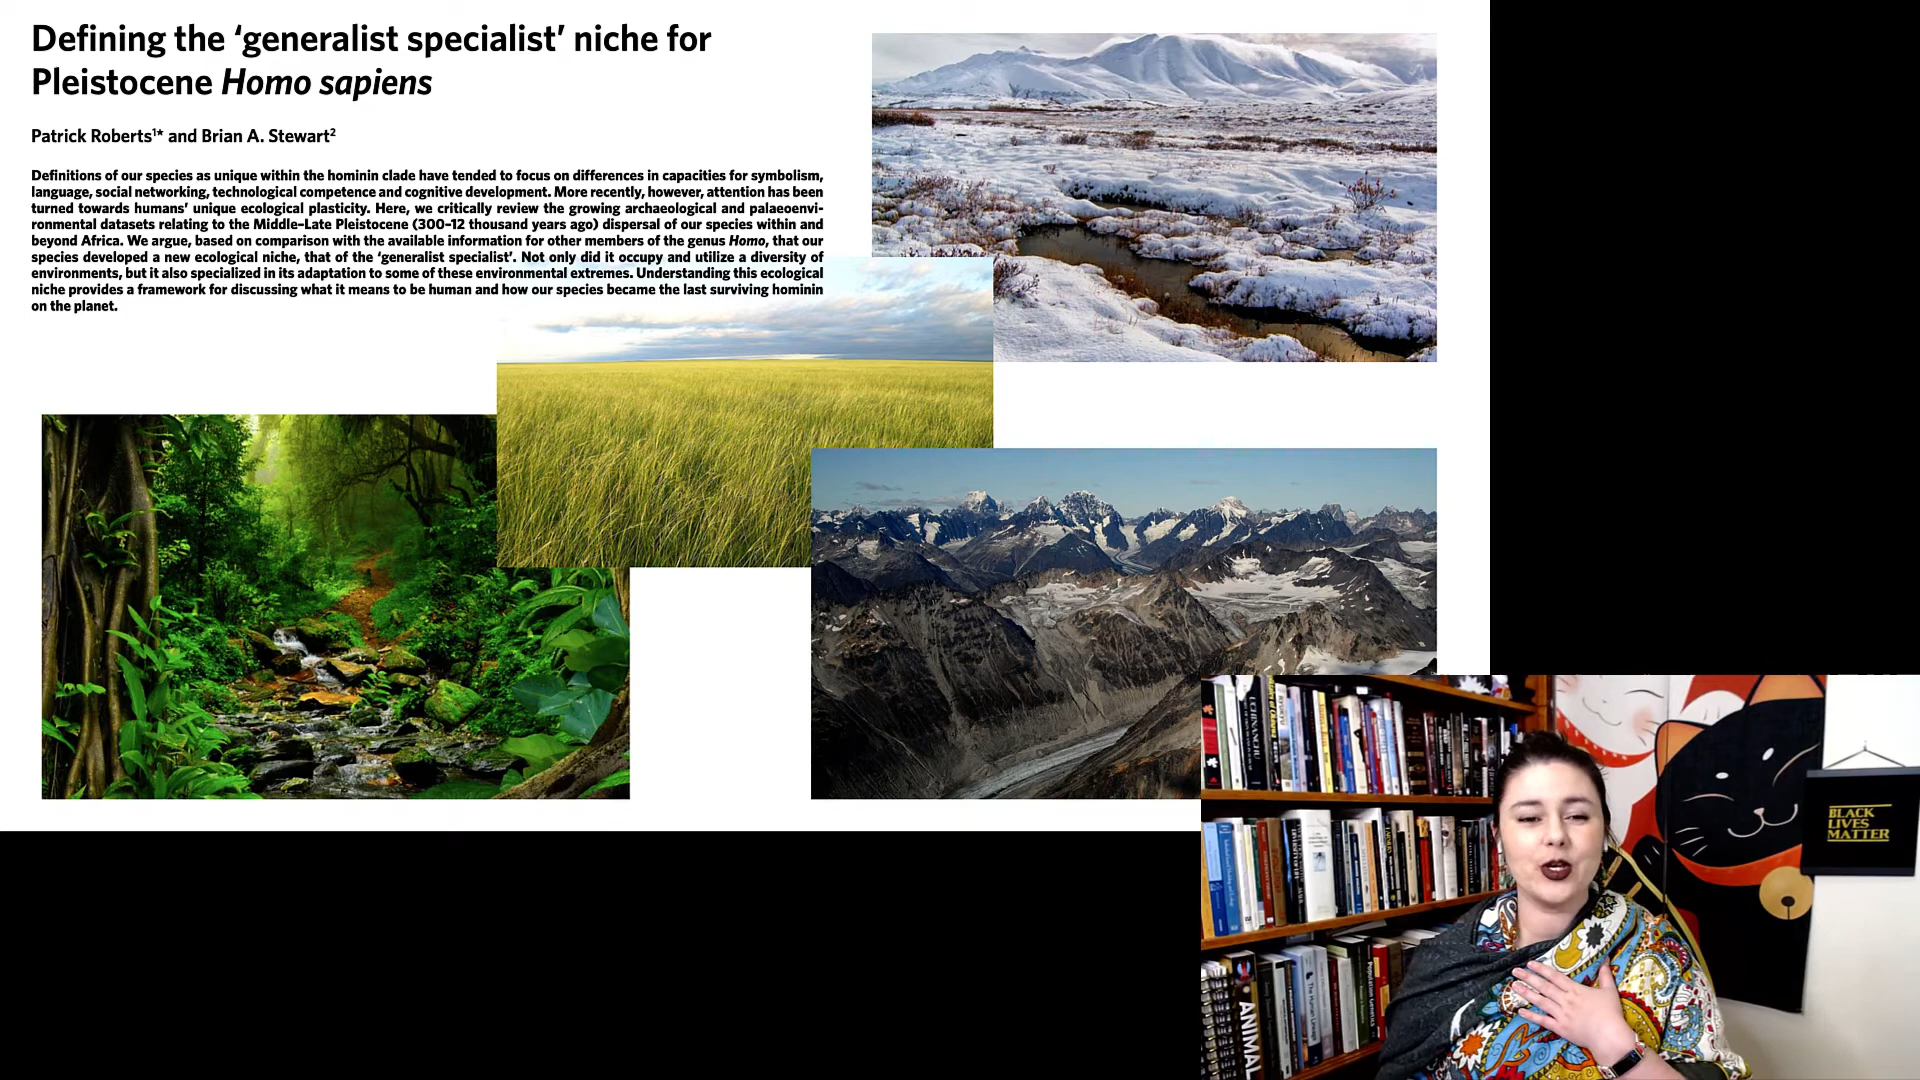 Defining the ‘generalist specialist’ niche for
Pleistocene Homo sapiens
Patrick Roberts¹* and Brian A. Stewart²
Definitions of our species as unique within the hominin clade have tended to focus on differences in capacities for symbolism,
language, social networking, technological competence and cognitive development. More recently, however, attention has been
turned towards humans’ unique ecological plasticity. Here, we critically review the growing archaeological and palaeoenvi-
ronmental datasets relating to the Middle–Late Pleistocene (300–12 thousand years ago) dispersal of our species within and
beyond Africa. We argue, based on comparison with the available information for other members of the genus Homo, that our
species developed a new ecological niche, that of the ‘generalist specialist’. Not only did it occupy and utilize a diversity of
environments, but it also specialized in its adaptation to some of these environmental extremes. Understanding this ecological
niche provides a framework for discussing what it means to be human and how our species became the last surviving hominin
on the planet.
BLACK
LIVES
MATTER
ANIMAL